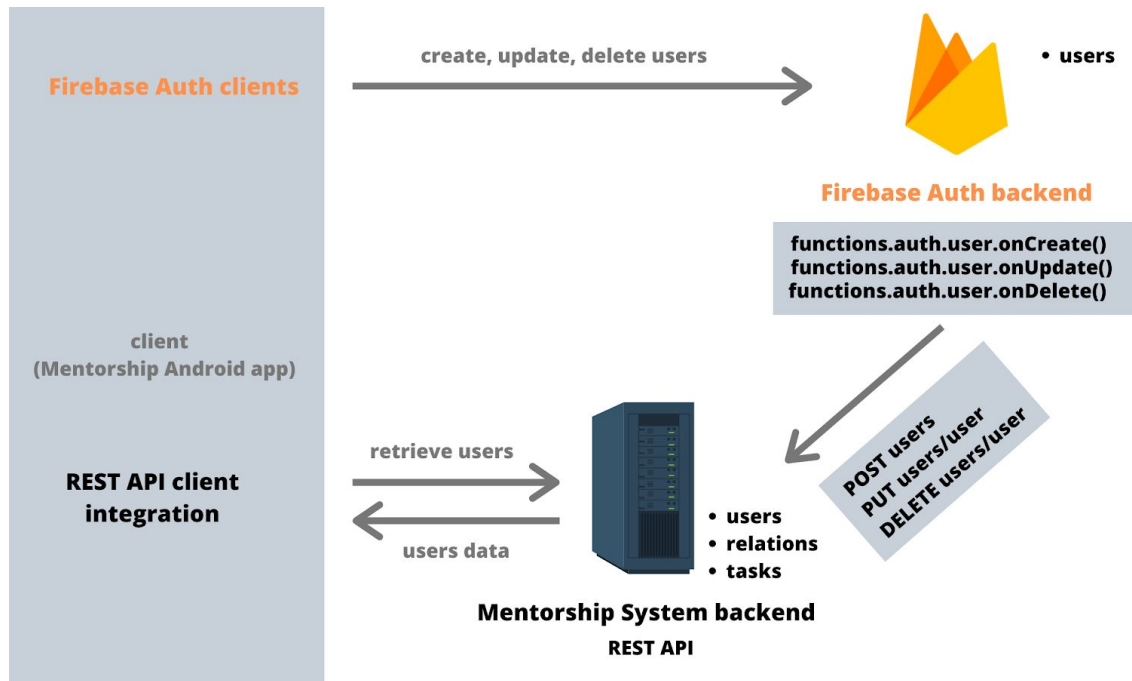 Firebase Auth clients
create, update, delete users
• users
Firebase Auth backend
functions.auth.user.onCreate()
functions.auth.user.onUpdate()
functions.auth.user.onDelete()
client
(Mentorship Android app)
POST users
PUT users/user
DELETE users/user
REST API client
integration
retrieve users
users data
• users
• relations
• tasks
Mentorship System backend
REST API